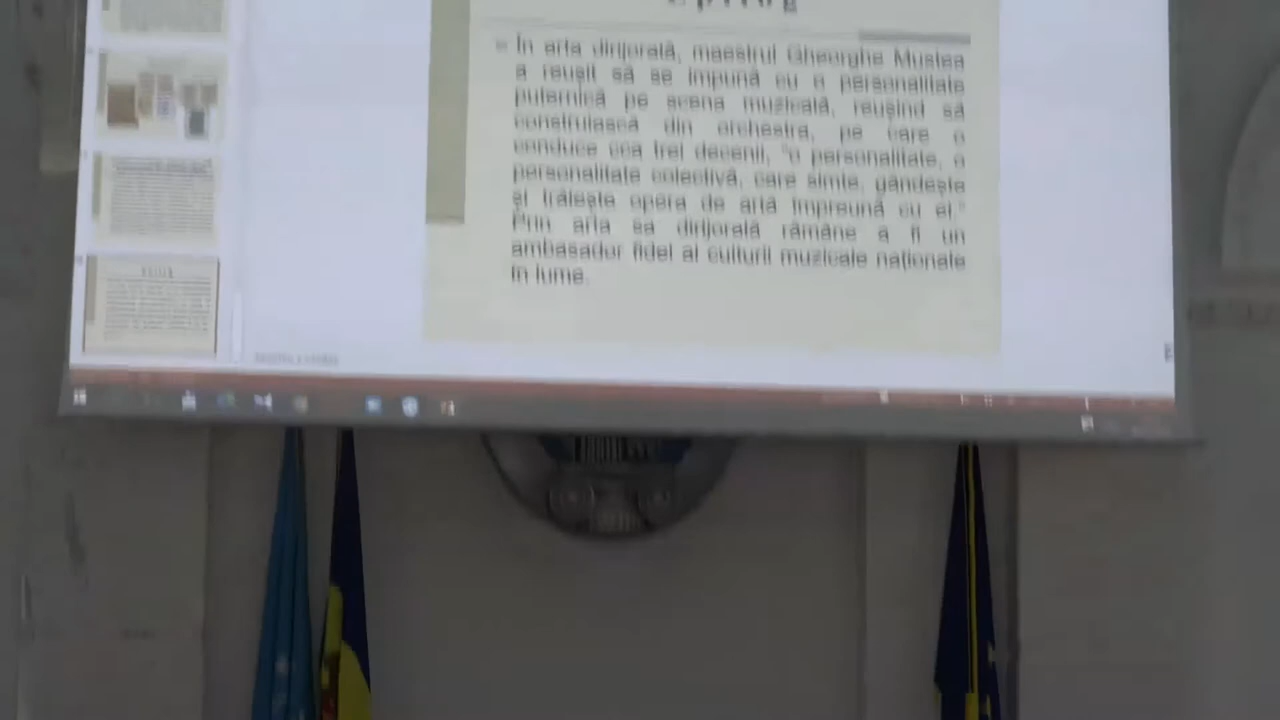 Epilog
În arta dirijorală, maestrul Gheorghe Mustea
a reușit să se impună cu o personalitate
puternică pe scena muzicală, reușind să
construiască din orchestra, pe care o
conduce cca trei decenii, "o personalitate, o
personalitate colectivă, care simte, gândește
și trăiește opera de artă împreună cu el."
Prin arta sa dirijorală rămâne a fi un
ambasador fidel al culturii muzicale naționale
în lume.